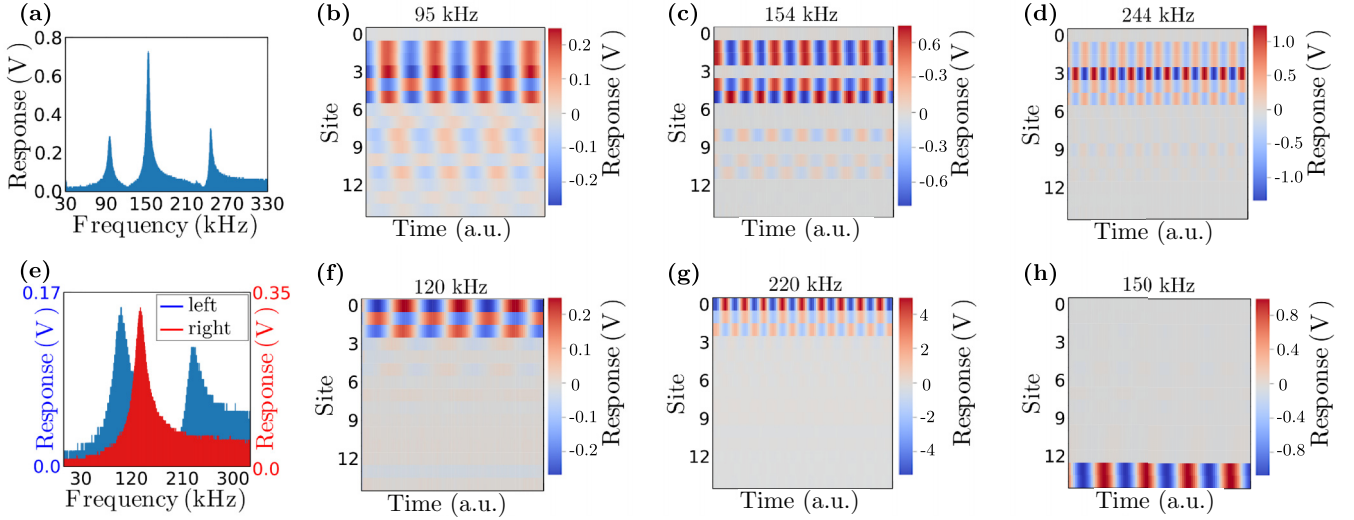 (a)
0.8
0.6
0.4
0.2
0.0
Response (V)
30 90 150 210 270 330
Frequency (kHz)
(b)
95 kHz
0
3
6
9
12
Site
Time (a.u.)
0.2
0.1
0
-0.1
-0.2
Response (V )
(c)
154 kHz
0
3
6
9
12
Site
Time (a.u.)
0.6
-0.3
0
-0.3
-0.6
Response (V )
(d)
244 kHz
0
3
6
9
12
Site
Time (a.u.)
1.0
0.5
0
-0.5
-1.0
Response (V )
(e)
0.17
0.0
Response ( V )
left
right
0.35
0.0
Response ( V )
30 120 210 300
Frequency (kHz)
(f)
120 kHz
0
3
6
9
12
Site
Time (a.u.)
0.2
0.1
0
-0.1
-0.2
Response (V )
(g)
220 kHz
0
3
6
9
12
Site
Time (a.u.)
4
2
0
-2
-4
Response (V )
(h)
150 kHz
0
3
6
9
12
Site
Time (a.u.)
0.8
0.4
0
-0.4
-0.8
Response (V )